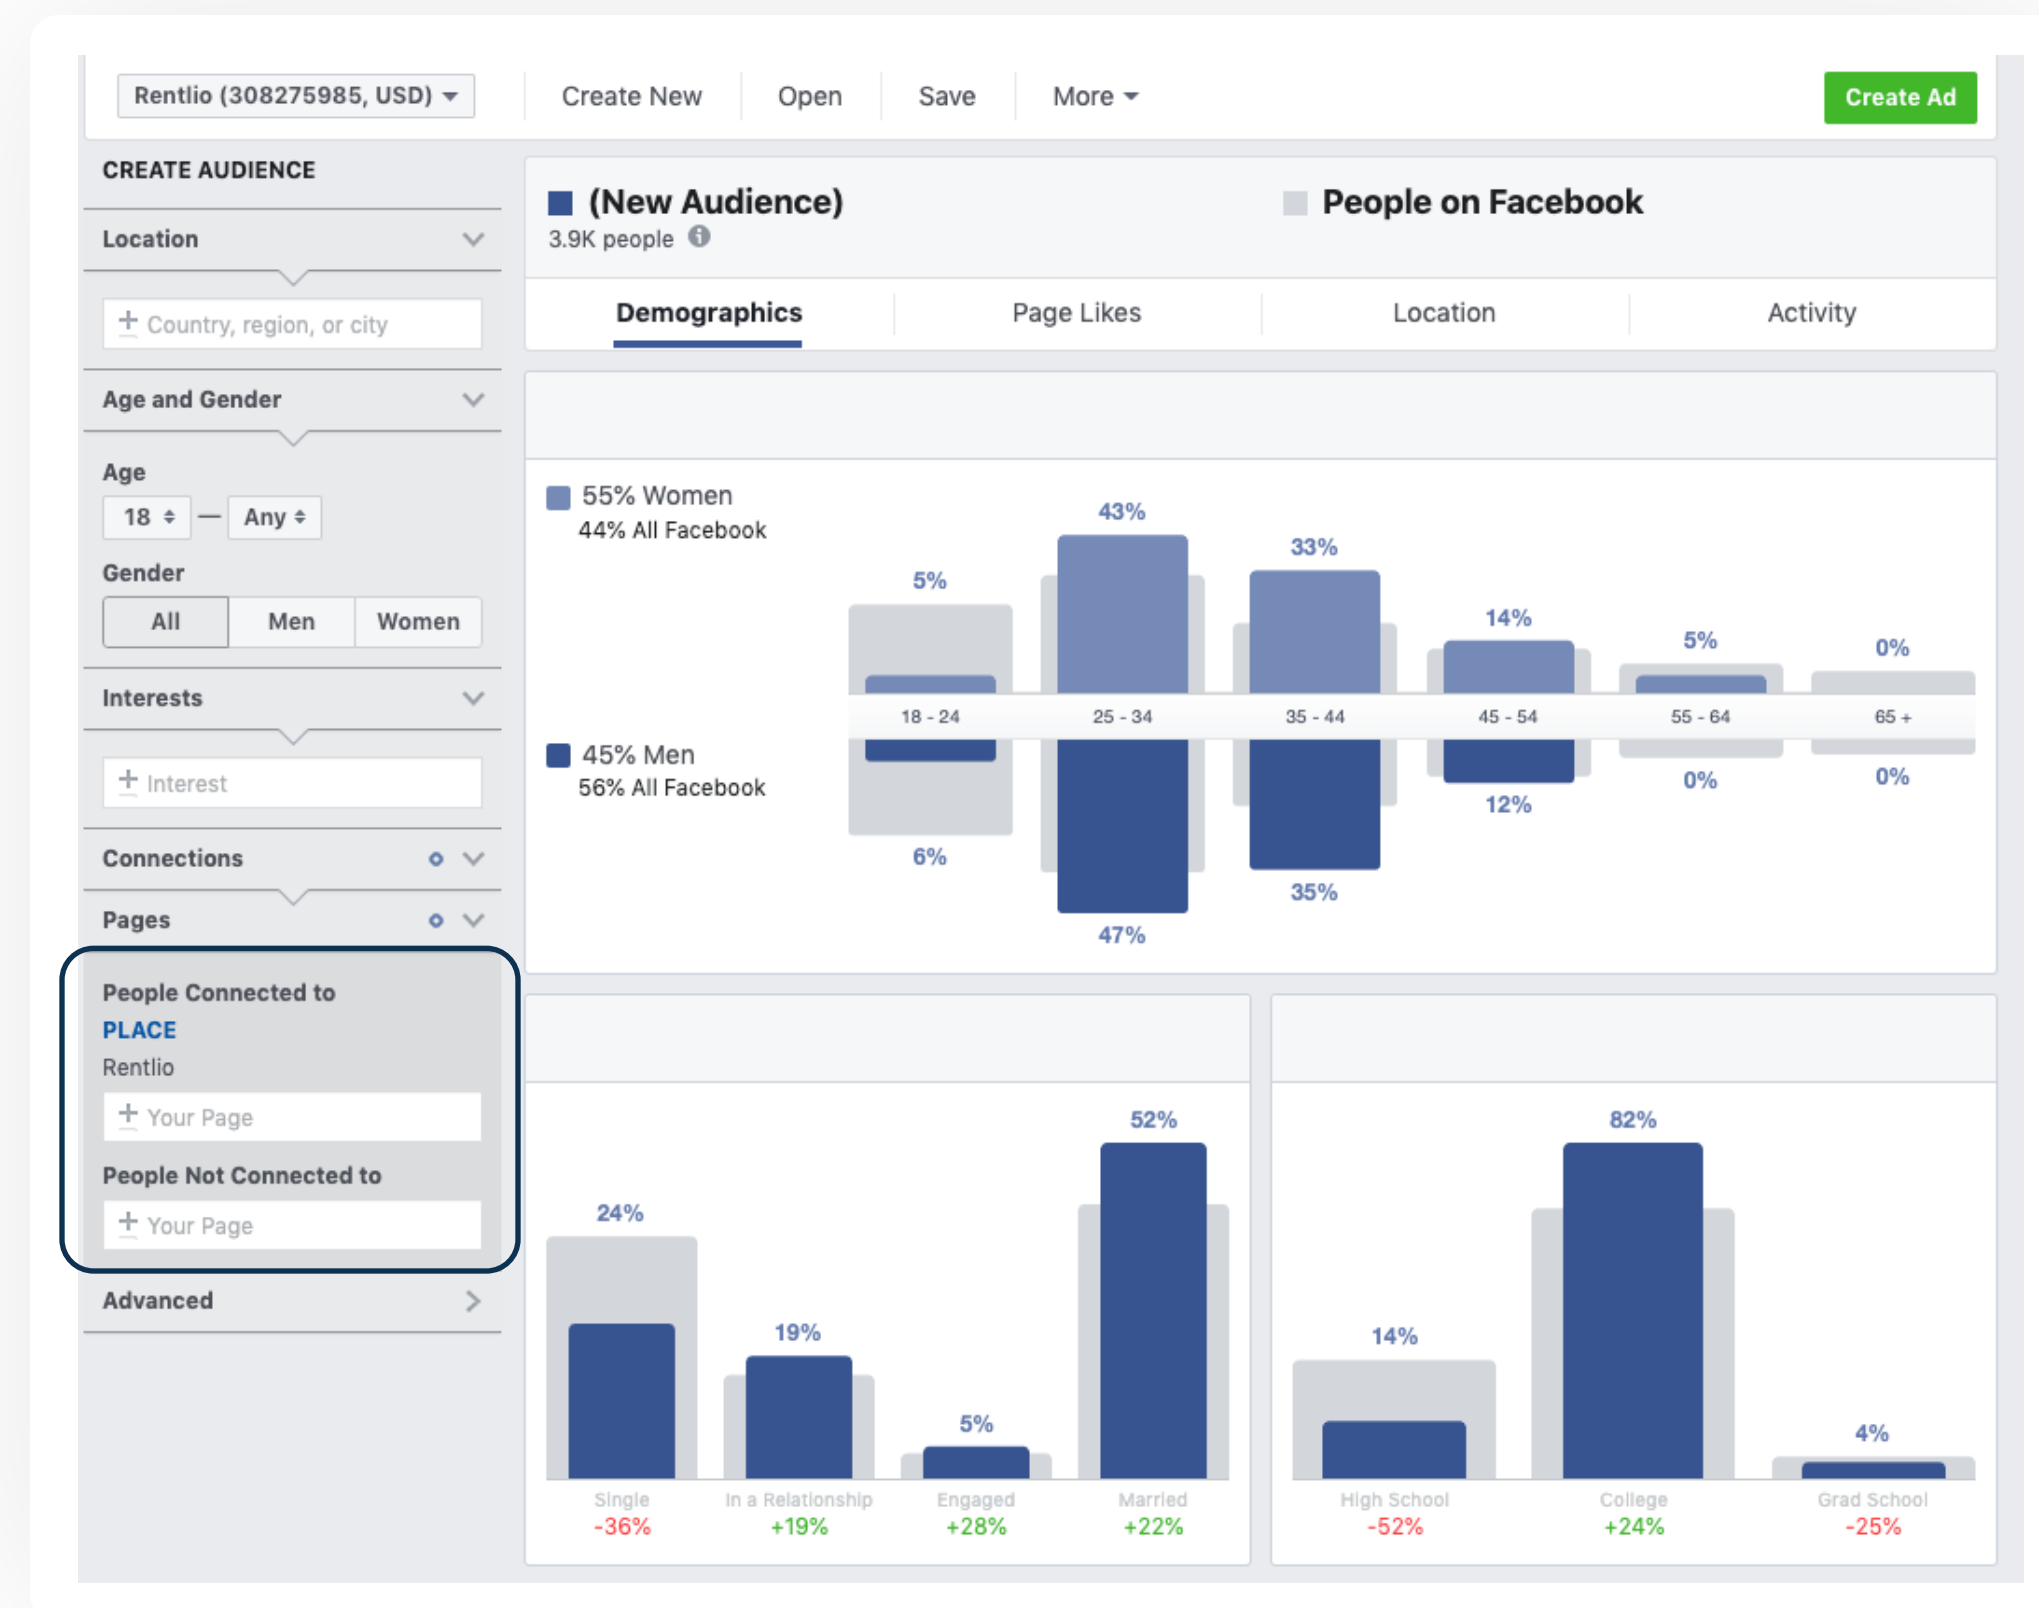 Rentlio (308275985, USD)
Create New
Open
Save
More
Create Ad
CREATE AUDIENCE
Location
Country, region, or city
Age and Gender
Age
18 — Any
Gender
All
Men
Women
Interests
Interest
Connections
Pages
People Connected to
PLACE
Rentlio
Your Page
People Not Connected to
Your Page
Advanced
(New Audience)
3.9K people
People on Facebook
Demographics
Page Likes
Location
Activity
55% Women
44% All Facebook
5%
43%
33%
14%
5%
0%
18 - 24
25 - 34
35 - 44
45 - 54
55 - 64
65 +
45% Men
56% All Facebook
6%
47%
35%
12%
0%
0%
24%
19%
5%
52%
Single
In a Relationship
Engaged
Married
-36%
+19%
+28%
+22%
14%
82%
4%
High School
College
Grad School
-52%
+24%
-25%